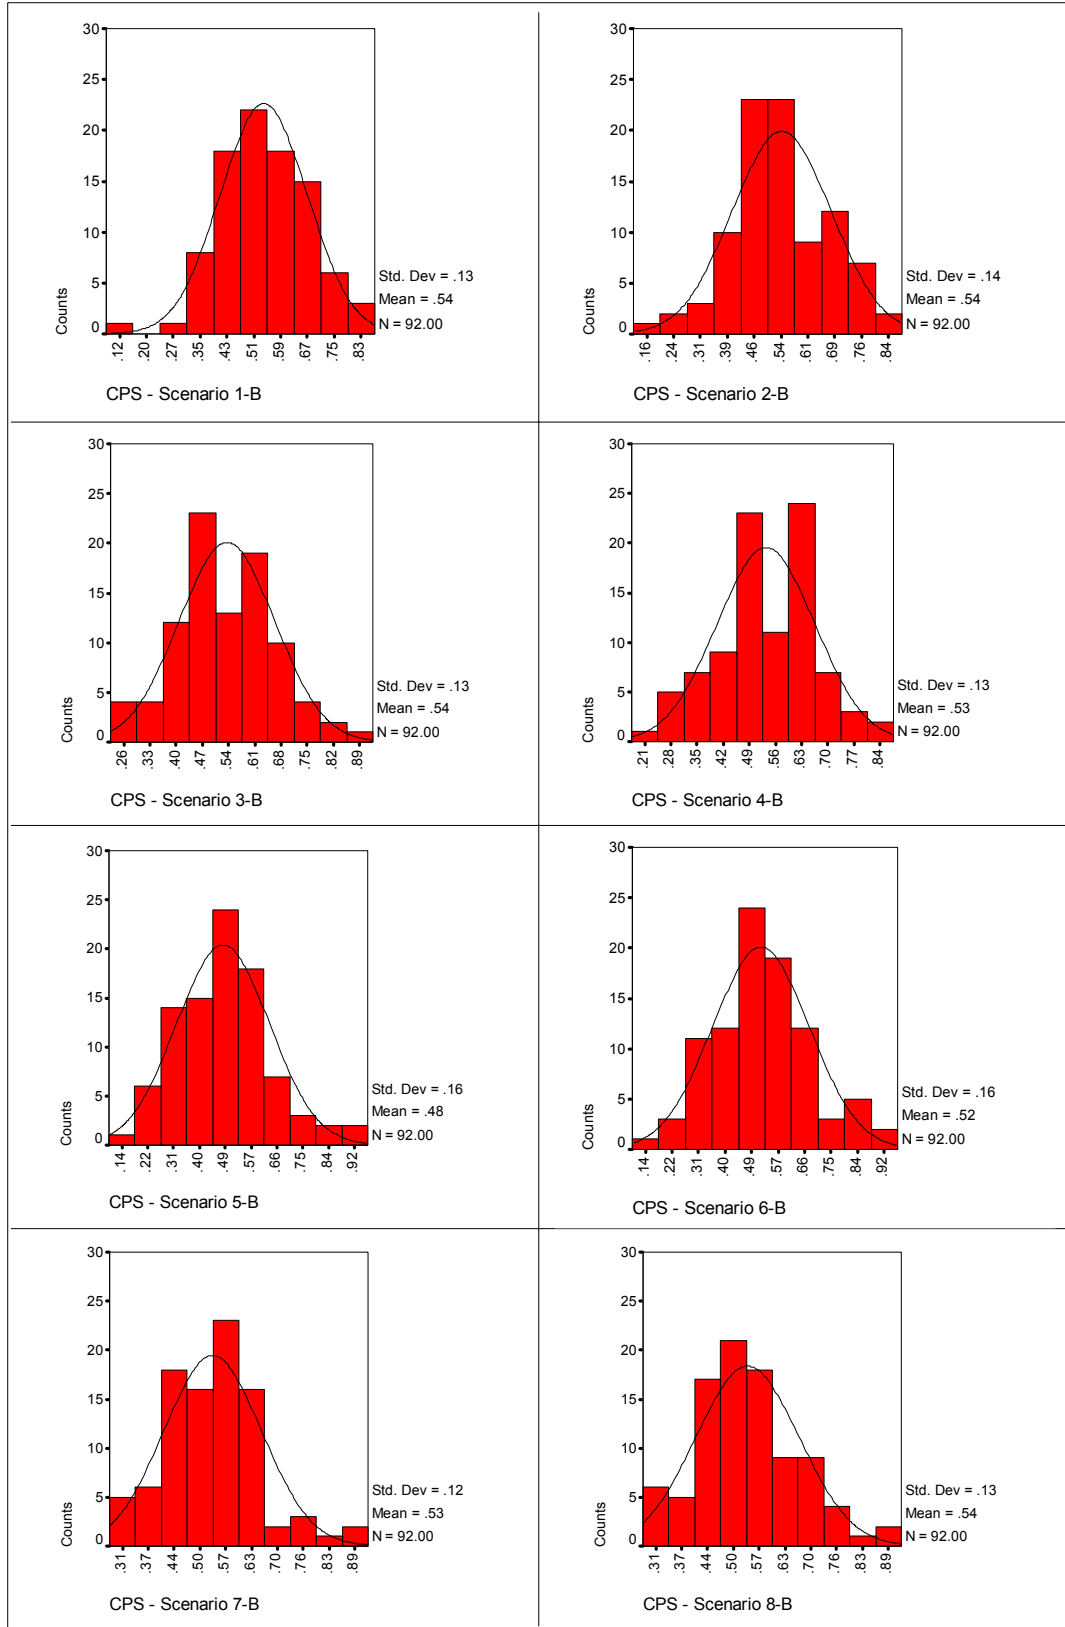 30
25
20
15
10
5
0
Counts
.12 .20 .27 .35 .43 .51 .59 .67 .75 .83
Std. Dev = .13
Mean = .54
N = 92.00
CPS - Scenario 1-B
30
25
20
15
10
5
0
Counts
.16 .24 .31 .39 .46 .54 .61 .69 .76 .84
Std. Dev = .14
Mean = .54
N = 92.00
CPS - Scenario 2-B
30
25
20
15
10
5
0
Counts
.26 .33 .40 .47 .54 .61 .68 .75 .82 .89
Std. Dev = .13
Mean = .54
N = 92.00
CPS - Scenario 3-B
30
25
20
15
10
5
0
Counts
.21 .28 .35 .42 .49 .56 .63 .70 .77 .84
Std. Dev = .13
Mean = .53
N = 92.00
CPS - Scenario 4-B
30
25
20
15
10
5
0
Counts
.14 .22 .31 .40 .49 .57 .66 .75 .84 .92
Std. Dev = .16
Mean = .48
N = 92.00
CPS - Scenario 5-B
30
25
20
15
10
5
0
Counts
.14 .22 .31 .40 .49 .57 .66 .75 .84 .92
Std. Dev = .16
Mean = .52
N = 92.00
CPS - Scenario 6-B
30
25
20
15
10
5
0
Counts
.31 .37 .44 .50 .57 .63 .70 .76 .83 .89
Std. Dev = .12
Mean = .53
N = 92.00
CPS - Scenario 7-B
30
25
20
15
10
5
0
Counts
.31 .37 .44 .50 .57 .63 .70 .76 .83 .89
Std. Dev = .13
Mean = .54
N = 92.00
CPS - Scenario 8-B